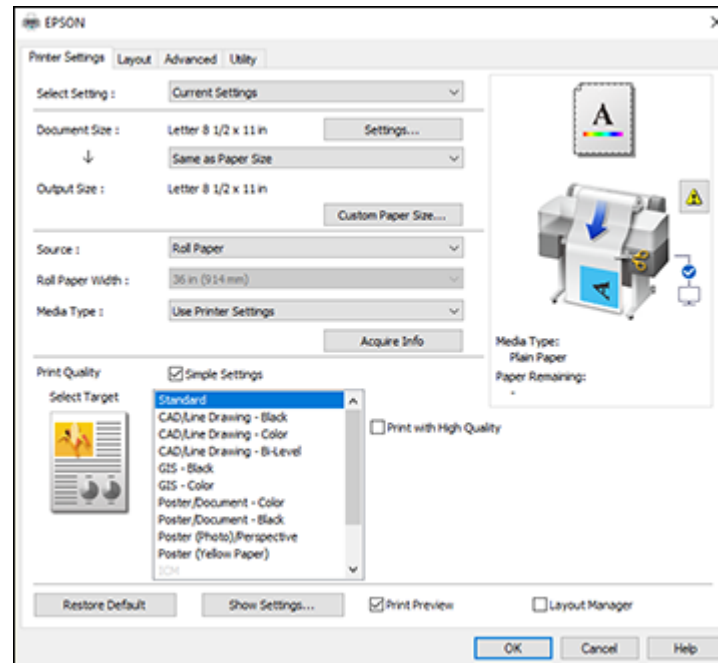 EPSON
Printer Settings Layout Advanced Utility
Select Setting : Current Settings
Document Size : Letter 8 1/2 x 11 in Settings...
Same as Paper Size
Output Size : Letter 8 1/2 x 11 in
Custom Paper Size...
Source : Roll Paper
Roll Paper Width : 36 in (914 mm)
Media Type : Use Printer Settings
Acquire Info
Print Quality Simple Settings
Select Target
Standard
CAD/Line Drawing - Black
CAD/Line Drawing - Color
CAD/Line Drawing - Bi-Level
GIS - Black
GIS - Color
Poster/Document - Color
Poster/Document - Black
Poster (Photo)/Perspective
Poster (Yellow Paper)
ICM
Print with High Quality
A
A
Media Type:
Plain Paper
Paper Remaining:
-
Restore Default Show Settings... Print Preview Layout Manager
OK Cancel Help